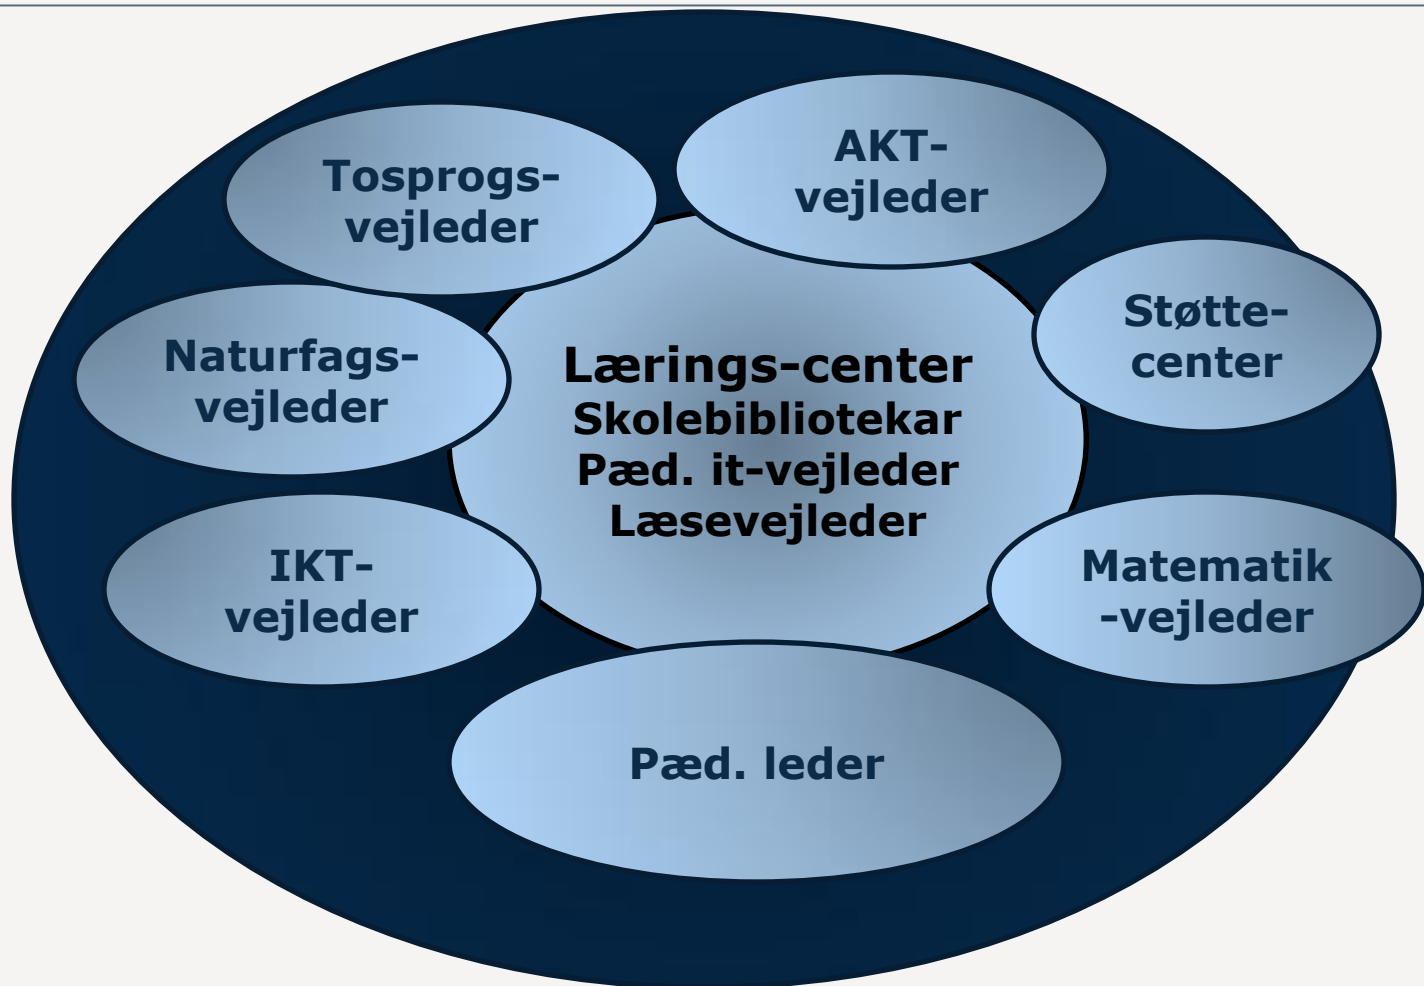 Tosprogs-
vejleder
AKT-
vejleder
Støtte-
center
Naturfags-
vejleder
Lærings-center
Skolebibliotekar
Pæd. it-vejleder
Læsevejleder
IKT-
vejleder
Matematik
-vejleder
Pæd. leder